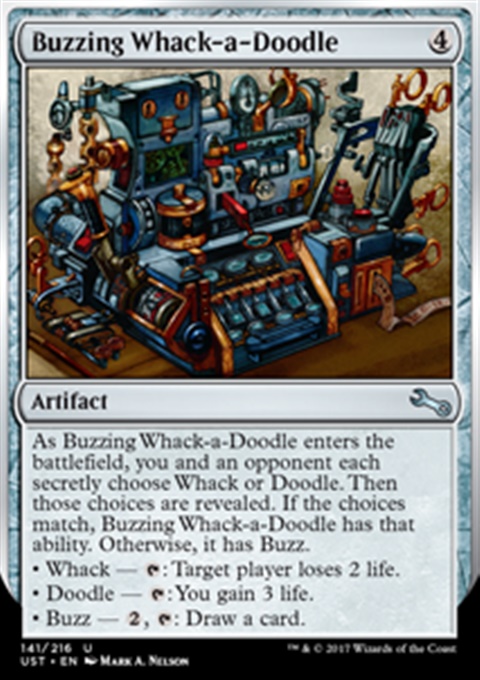 Buzzing Whack-a-Doodle 4
Artifact
As Buzzing Whack-a-Doodle enters the
battlefield, you and an opponent each
secretly choose Whack or Doodle. Then
those choices are revealed. If the choices
match, Buzzing Whack-a-Doodle has that
ability. Otherwise, it has Buzz.
• Whack — : Target player loses 2 life.
• Doodle — : You gain 3 life.
• Buzz — 2, : Draw a card.
141/216 U
UST • EN Mark A. Nelson
™ & © 2017 Wizards of the Coast